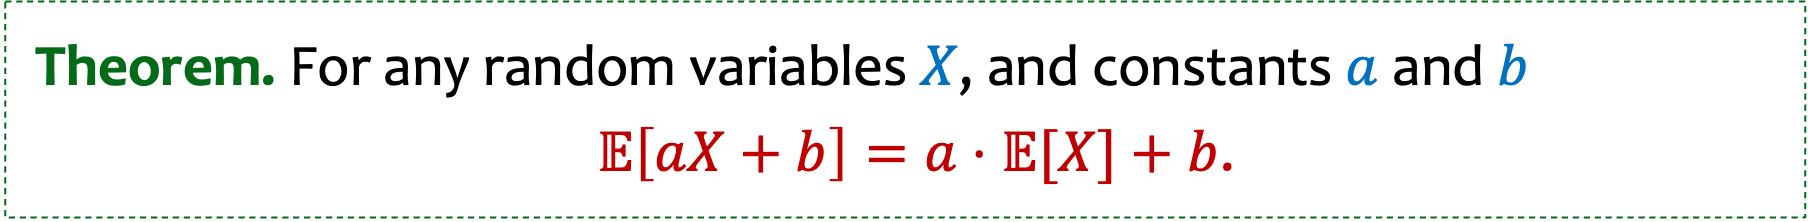 Theorem. For any random variables X, and constants a and b
𝔼[aX + b] = a · 𝔼[X] + b.